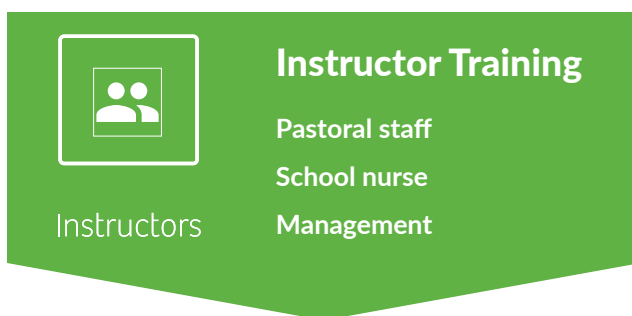 Instructors
Instructor Training
Pastoral staff
School nurse
Management